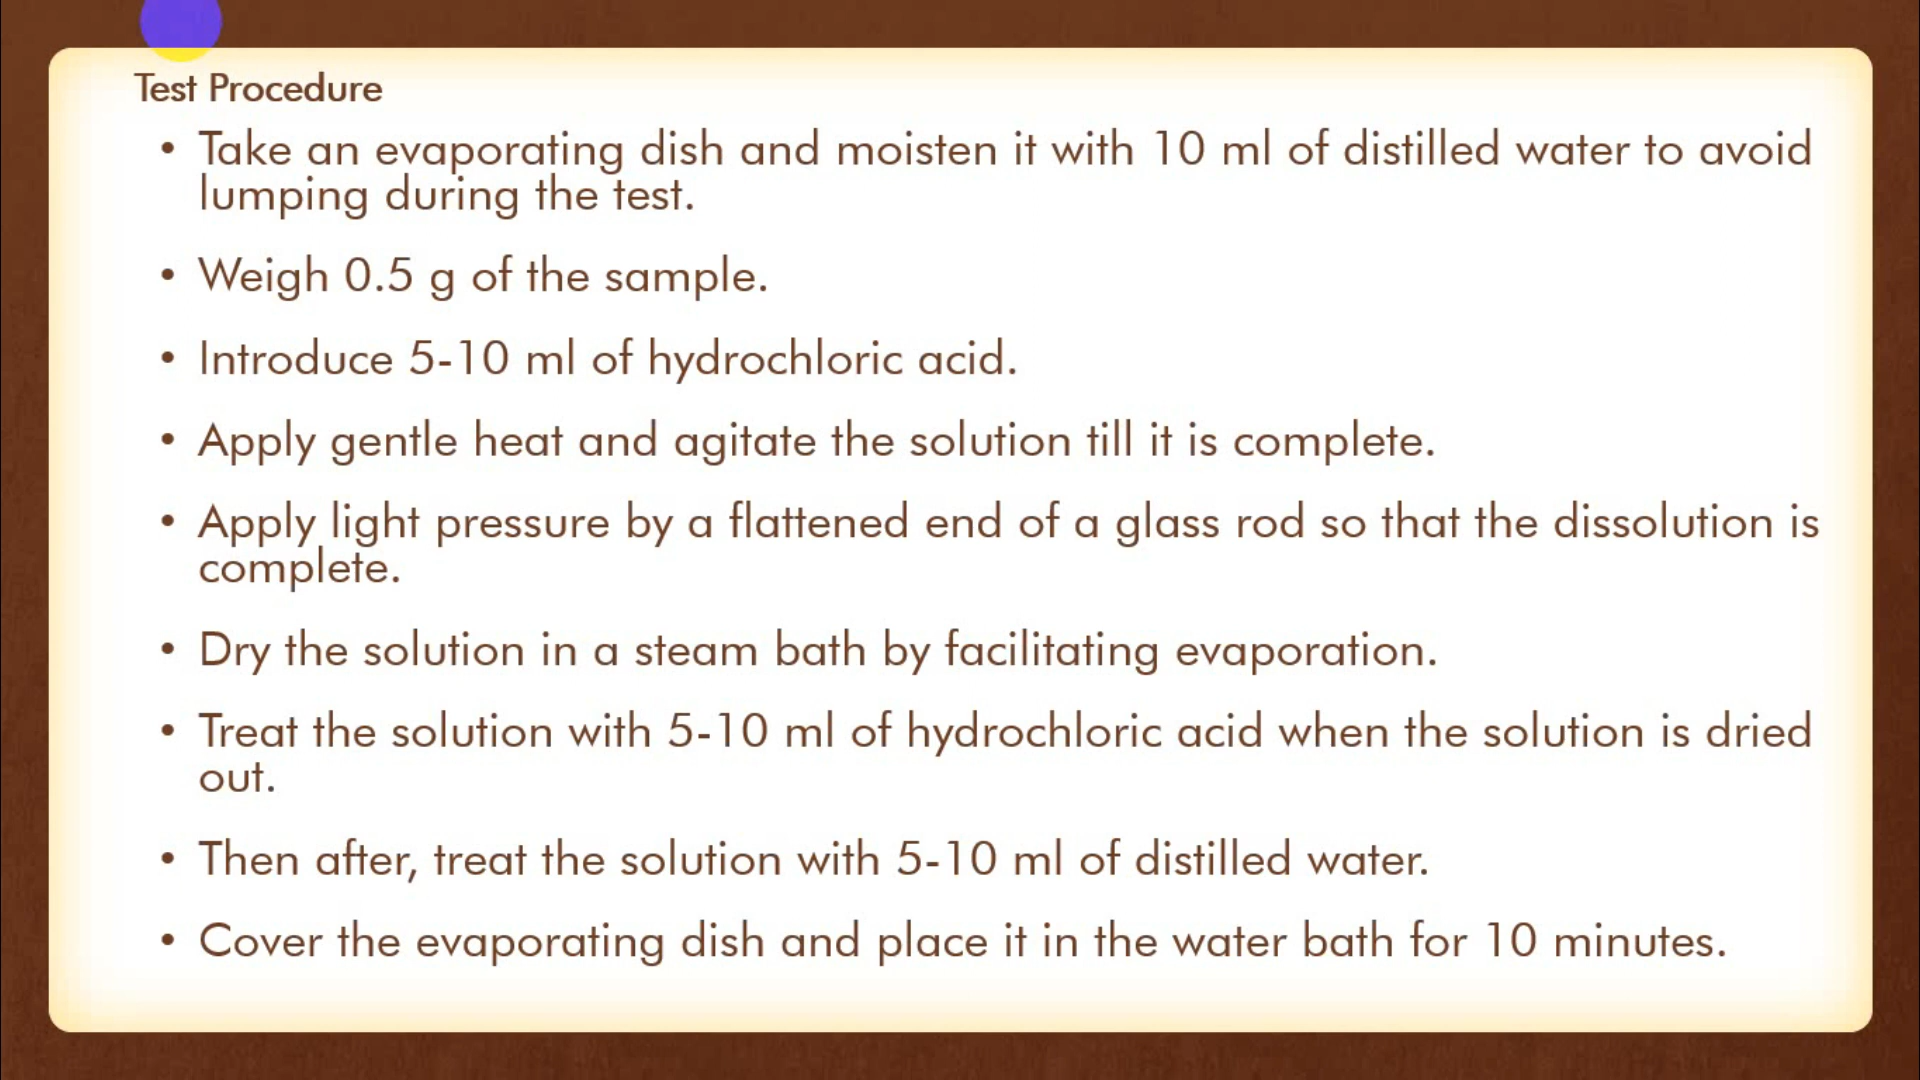 Test Procedure
• Take an evaporating dish and moisten it with 10 ml of distilled water to avoid
lumping during the test.
• Weigh 0.5 g of the sample.
• Introduce 5-10 ml of hydrochloric acid.
• Apply gentle heat and agitate the solution till it is complete.
• Apply light pressure by a flattened end of a glass rod so that the dissolution is
complete.
• Dry the solution in a steam bath by facilitating evaporation.
• Treat the solution with 5-10 ml of hydrochloric acid when the solution is dried
out.
• Then after, treat the solution with 5-10 ml of distilled water.
• Cover the evaporating dish and place it in the water bath for 10 minutes.